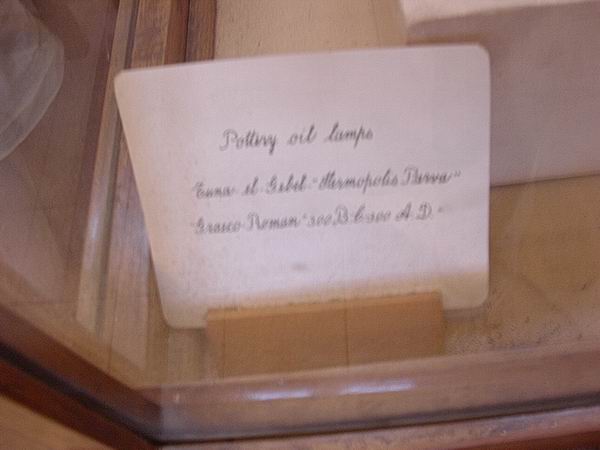 Pottery oil lamps
Tuna-el-Gebel-"Hermopolis Parva"
Graeco-Roman "300 B.C-300 A.D."